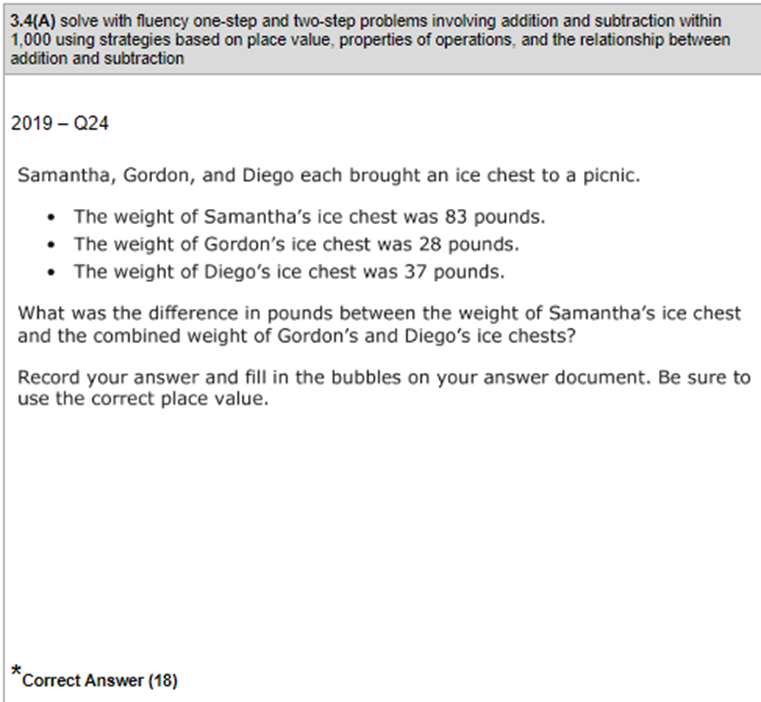 3.4(A) solve with fluency one-step and two-step problems involving addition and subtraction within
1,000 using strategies based on place value, properties of operations, and the relationship between
addition and subtraction
2019 – Q24
Samantha, Gordon, and Diego each brought an ice chest to a picnic.
• The weight of Samantha’s ice chest was 83 pounds.
• The weight of Gordon’s ice chest was 28 pounds.
• The weight of Diego’s ice chest was 37 pounds.
What was the difference in pounds between the weight of Samantha’s ice chest
and the combined weight of Gordon’s and Diego’s ice chests?
Record your answer and fill in the bubbles on your answer document. Be sure to
use the correct place value.
*Correct Answer (18)